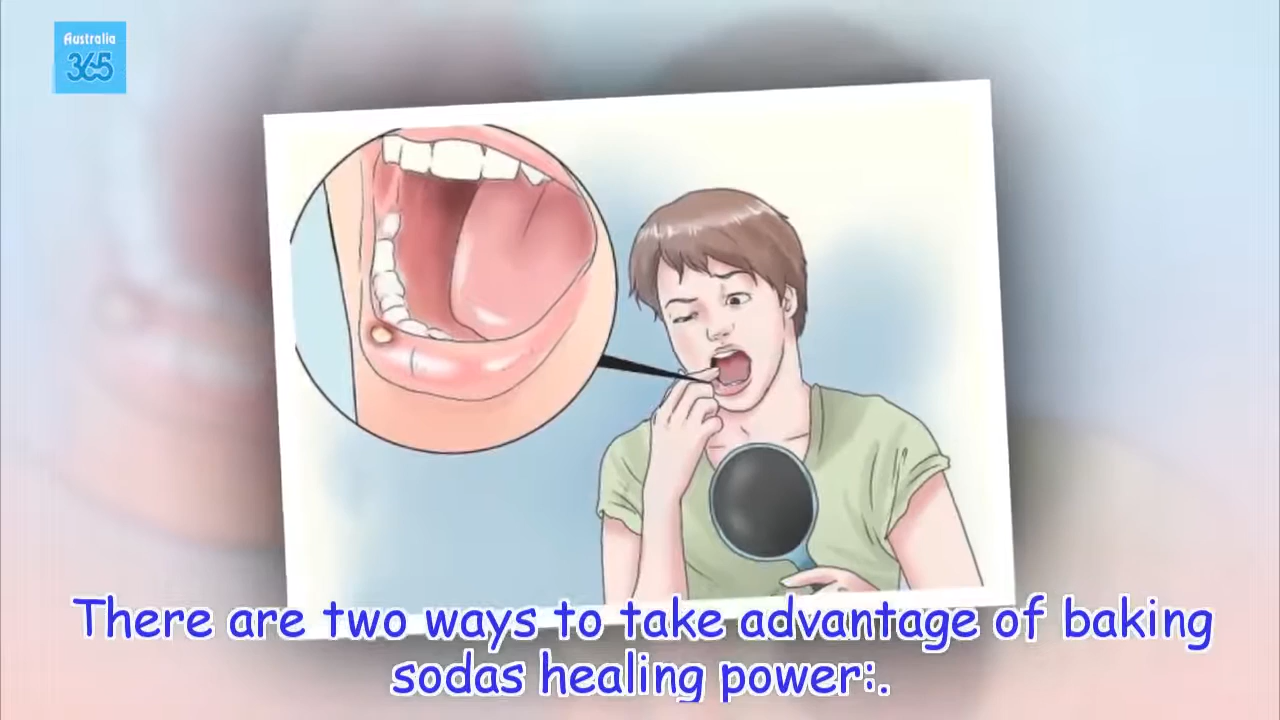 Australia
365
There are two ways to take advantage of baking
sodas healing power:.